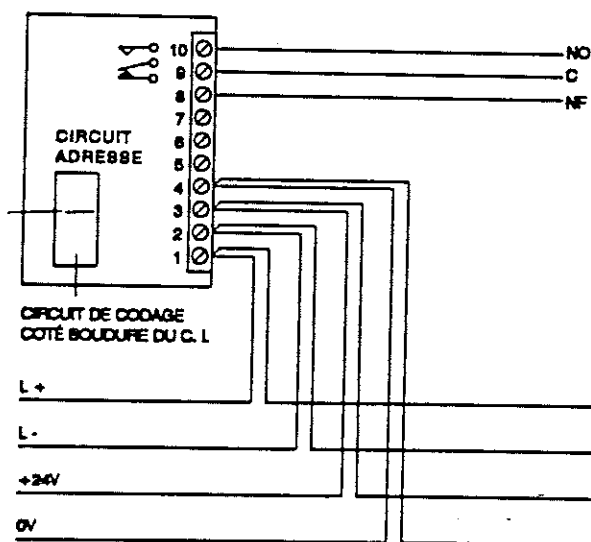 10 NO
9 C
8 NF
7
CIRCUIT
ADRESSE
6
5
4
3
2
1
CIRCUIT DE CODAGE
COTÉ BOUDURE DU C. I.
L +
L -
+24V
0V